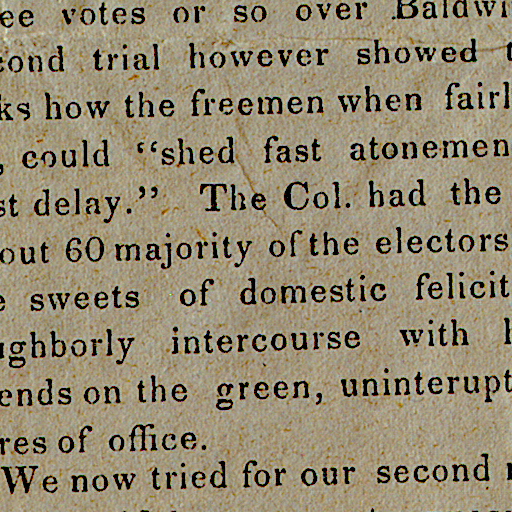 ee votes or so over Baldwi
cond trial however showed t
ks how the freemen when fairl
, could “shed fast atonemen
st delay.” The Col. had the
out 60 majority of the electors
e sweets of domestic felicit
ighborly intercourse with h
ends on the green, uninterupt
res of office.
We now tried for our second